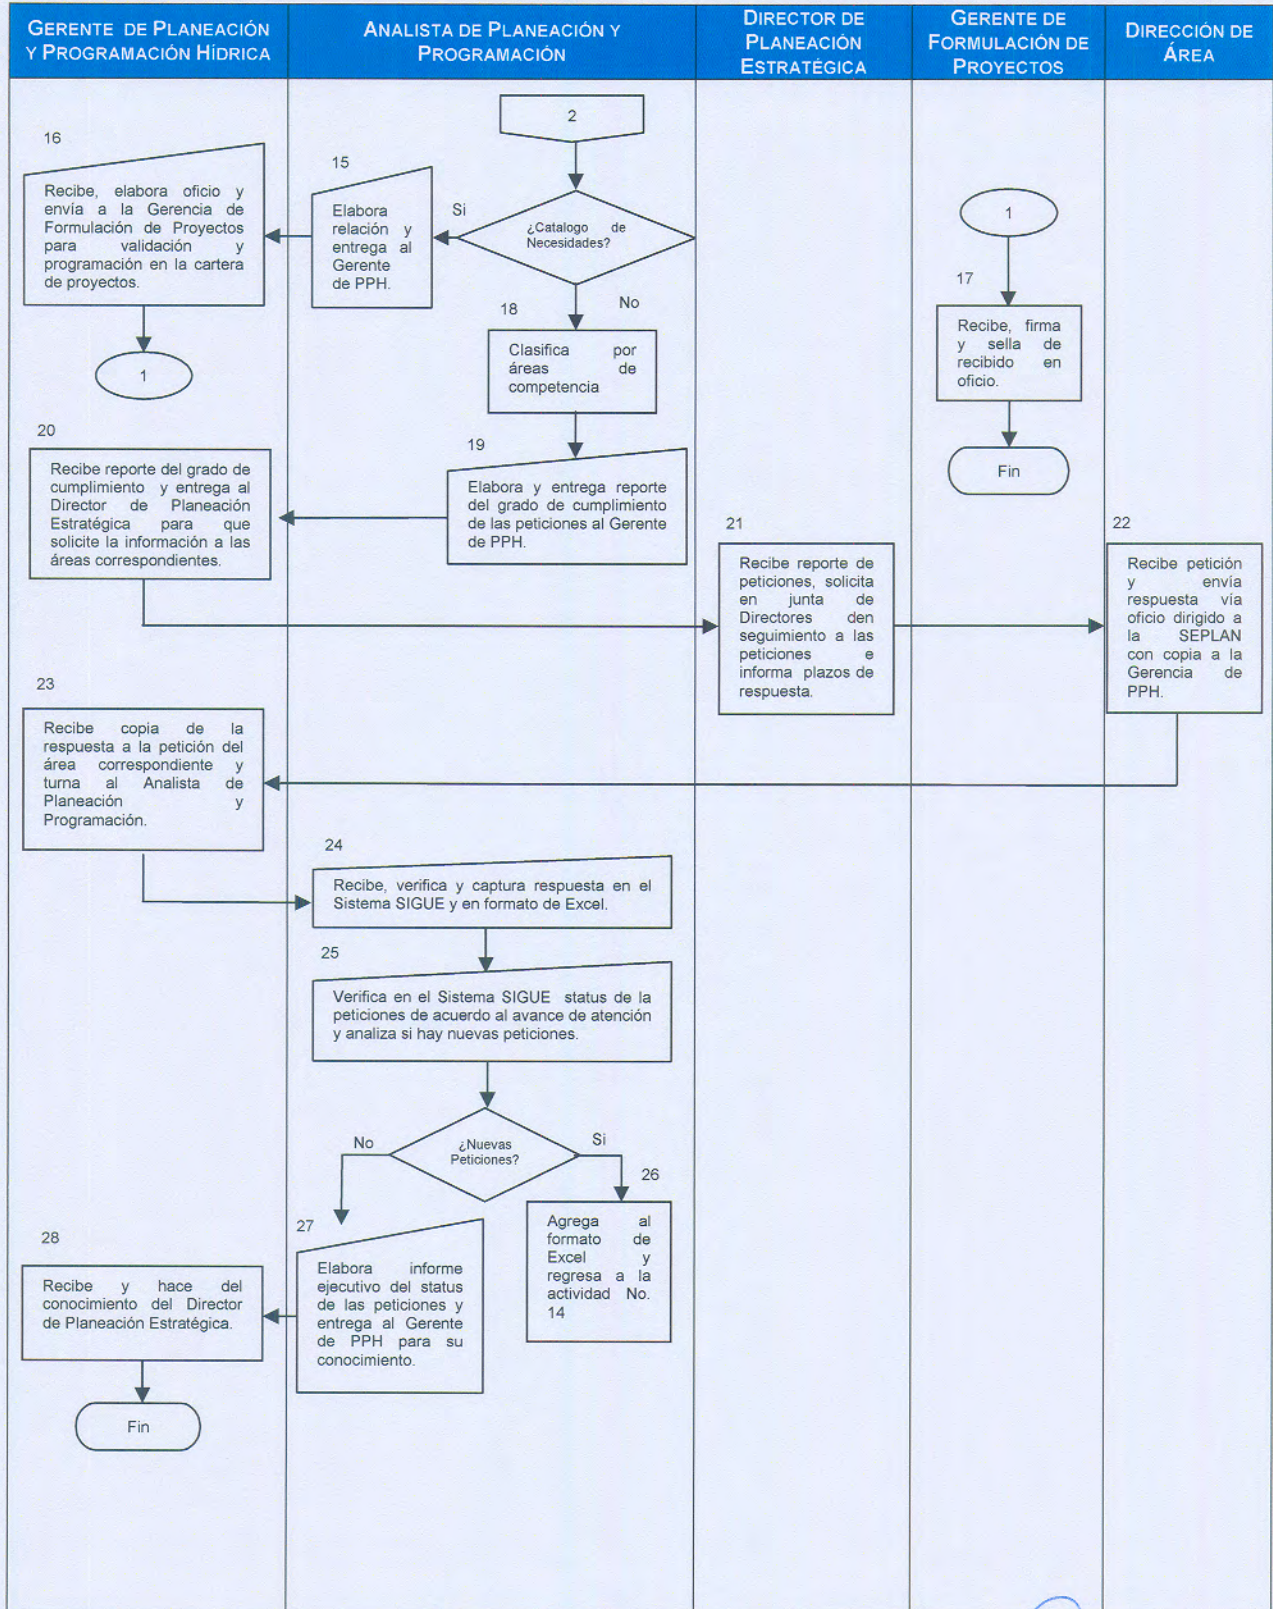 GERENTE DE PLANEACIÓN
Y PROGRAMACIÓN HÍDRICA
ANALISTA DE PLANEACIÓN Y
PROGRAMACIÓN
DIRECTOR DE
PLANEACIÓN
ESTRATÉGICA
GERENTE DE
FORMULACIÓN DE
PROYECTOS
DIRECCIÓN DE
ÁREA
2
¿Catalogo de
Necesidades?
Si
No
15
Elabora
relación y
entrega al
Gerente
de PPH.
16
Recibe, elabora oficio y
envía a la Gerencia de
Formulación de Proyectos
para validación y
programación en la cartera
de proyectos.
1
1
17
Recibe, firma
y sella de
recibido en
oficio.
Fin
18
Clasifica por
áreas de
competencia
19
Elabora y entrega reporte
del grado de cumplimiento
de las peticiones al Gerente
de PPH.
20
Recibe reporte del grado de
cumplimiento y entrega al
Director de Planeación
Estratégica para que
solicite la información a las
áreas correspondientes.
21
Recibe reporte de
peticiones, solicita
en junta de
Directores den
seguimiento a las
peticiones e
informa plazos de
respuesta.
22
Recibe petición
y envía
respuesta vía
oficio dirigido a
la SEPLAN
con copia a la
Gerencia de
PPH.
23
Recibe copia de la
respuesta a la petición del
área correspondiente y
turna al Analista de
Planeación y
Programación.
24
Recibe, verifica y captura respuesta en el
Sistema SIGUE y en formato de Excel.
25
Verifica en el Sistema SIGUE status de la
peticiones de acuerdo al avance de atención
y analiza si hay nuevas peticiones.
¿Nuevas
Peticiones?
No
Si
26
Agrega al
formato de
Excel y
regresa a la
actividad No.
14
27
Elabora informe
ejecutivo del status
de las peticiones y
entrega al Gerente
de PPH para su
conocimiento.
28
Recibe y hace del
conocimiento del Director
de Planeación Estratégica.
Fin